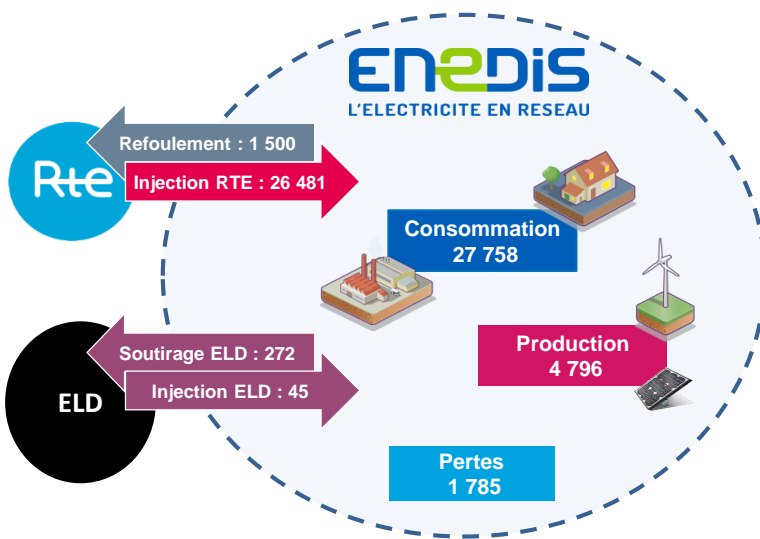 ENEDIS
L'ELECTRICITE EN RESEAU
Refoulement : 1 500
Rte
Injection RTE : 26 481
Consommation
27 758
Production
4 796
Soutirage ELD : 272
Injection ELD : 45
ELD
Pertes
1 785